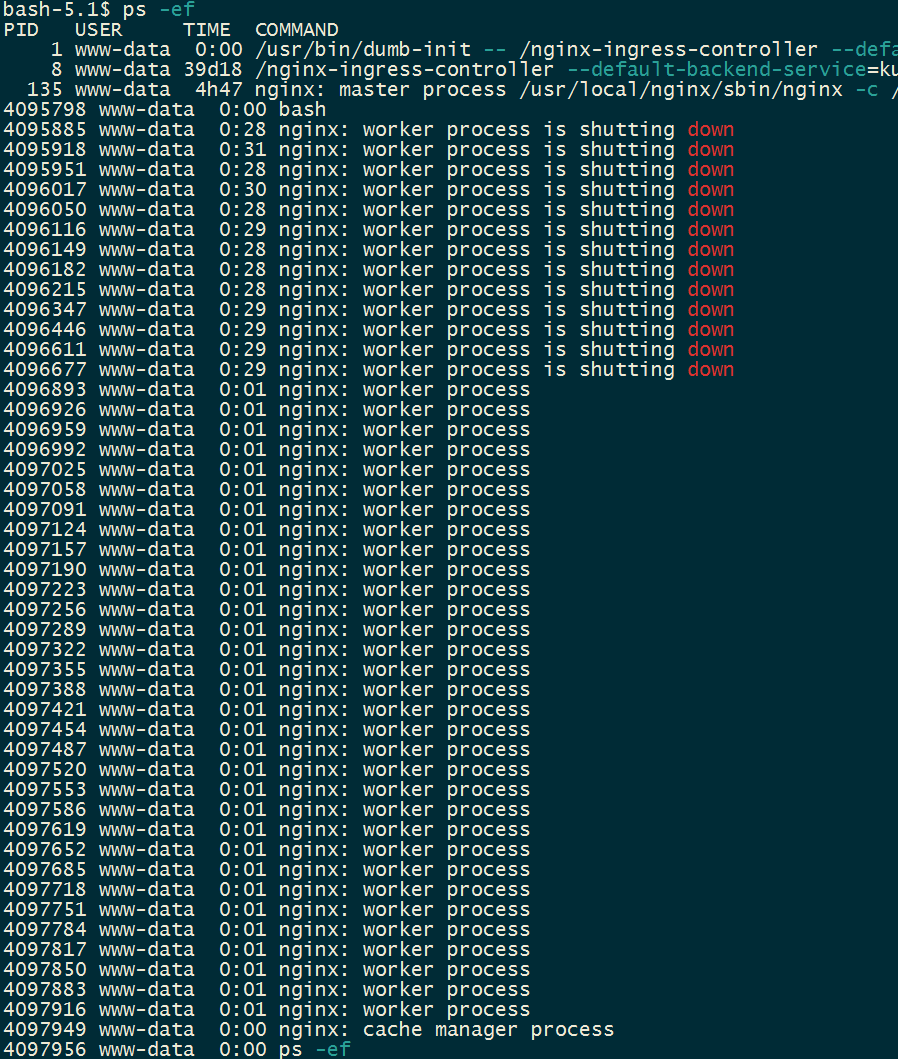 bash-5.1$ ps -ef
PID   USER     TIME  COMMAND
    1 www-data  0:00 /usr/bin/dumb-init -- /nginx-ingress-controller --defa
    8 www-data 39d18 /nginx-ingress-controller --default-backend-service=ku
  135 www-data  4h47 nginx: master process /usr/local/nginx/sbin/nginx -c /
4095798 www-data  0:00 bash
4095885 www-data  0:28 nginx: worker process is shutting down
4095918 www-data  0:31 nginx: worker process is shutting down
4095951 www-data  0:28 nginx: worker process is shutting down
4096017 www-data  0:30 nginx: worker process is shutting down
4096050 www-data  0:28 nginx: worker process is shutting down
4096116 www-data  0:29 nginx: worker process is shutting down
4096149 www-data  0:28 nginx: worker process is shutting down
4096182 www-data  0:28 nginx: worker process is shutting down
4096215 www-data  0:28 nginx: worker process is shutting down
4096347 www-data  0:29 nginx: worker process is shutting down
4096446 www-data  0:29 nginx: worker process is shutting down
4096611 www-data  0:29 nginx: worker process is shutting down
4096677 www-data  0:29 nginx: worker process is shutting down
4096893 www-data  0:01 nginx: worker process
4096926 www-data  0:01 nginx: worker process
4096959 www-data  0:01 nginx: worker process
4096992 www-data  0:01 nginx: worker process
4097025 www-data  0:01 nginx: worker process
4097058 www-data  0:01 nginx: worker process
4097091 www-data  0:01 nginx: worker process
4097124 www-data  0:01 nginx: worker process
4097157 www-data  0:01 nginx: worker process
4097190 www-data  0:01 nginx: worker process
4097223 www-data  0:01 nginx: worker process
4097256 www-data  0:01 nginx: worker process
4097289 www-data  0:01 nginx: worker process
4097322 www-data  0:01 nginx: worker process
4097355 www-data  0:01 nginx: worker process
4097388 www-data  0:01 nginx: worker process
4097421 www-data  0:01 nginx: worker process
4097454 www-data  0:01 nginx: worker process
4097487 www-data  0:01 nginx: worker process
4097520 www-data  0:01 nginx: worker process
4097553 www-data  0:01 nginx: worker process
4097586 www-data  0:01 nginx: worker process
4097619 www-data  0:01 nginx: worker process
4097652 www-data  0:01 nginx: worker process
4097685 www-data  0:01 nginx: worker process
4097718 www-data  0:01 nginx: worker process
4097751 www-data  0:01 nginx: worker process
4097784 www-data  0:01 nginx: worker process
4097817 www-data  0:01 nginx: worker process
4097850 www-data  0:01 nginx: worker process
4097883 www-data  0:01 nginx: worker process
4097916 www-data  0:01 nginx: worker process
4097949 www-data  0:00 nginx: cache manager process
4097956 www-data  0:00 ps -ef